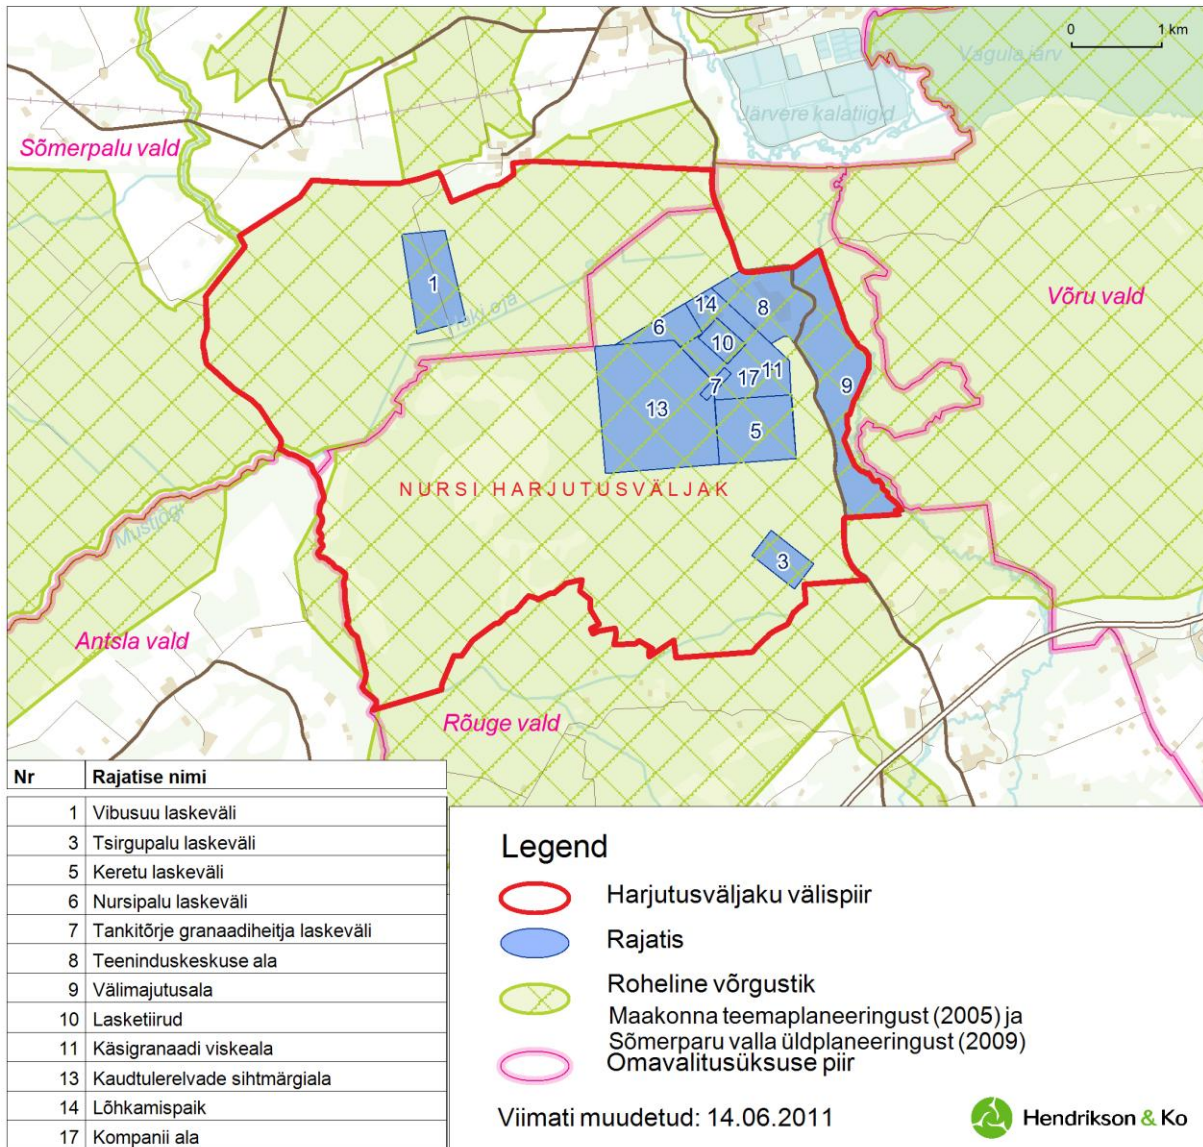 0 1 km
Vagula järv
Järvere kalatiigid
Sõmerpalu vald
Võru vald
1
Haki oja
14
8
6
10
11
17
7
9
13
5
NURSI HARJUTUSVÄLJAK
Mustjõgi
3
Antsla vald
Rõuge vald
Nr Rajatise nimi
1 Vibusuu laskeväli
3 Tsirgupalu laskeväli
5 Keretu laskeväli
6 Nursipalu laskeväli
7 Tankitõrje granaadiheitja laskeväli
8 Teeninduskeskuse ala
9 Välimajutusala
10 Lasketiirud
11 Käsigranaadi viskeala
13 Kaudtulerelvade sihtmärgiala
14 Lõhkamispaik
17 Kompanii ala
Legend
Harjutusväljaku välispiir
Rajatis
Roheline võrgustik
Maakonna teemaplaneeringust (2005) ja
Sõmerparu valla üldplaneeringust (2009)
Omavalitusüksuse piir
Viimati muudetud: 14.06.2011
Hendrikson & Ko